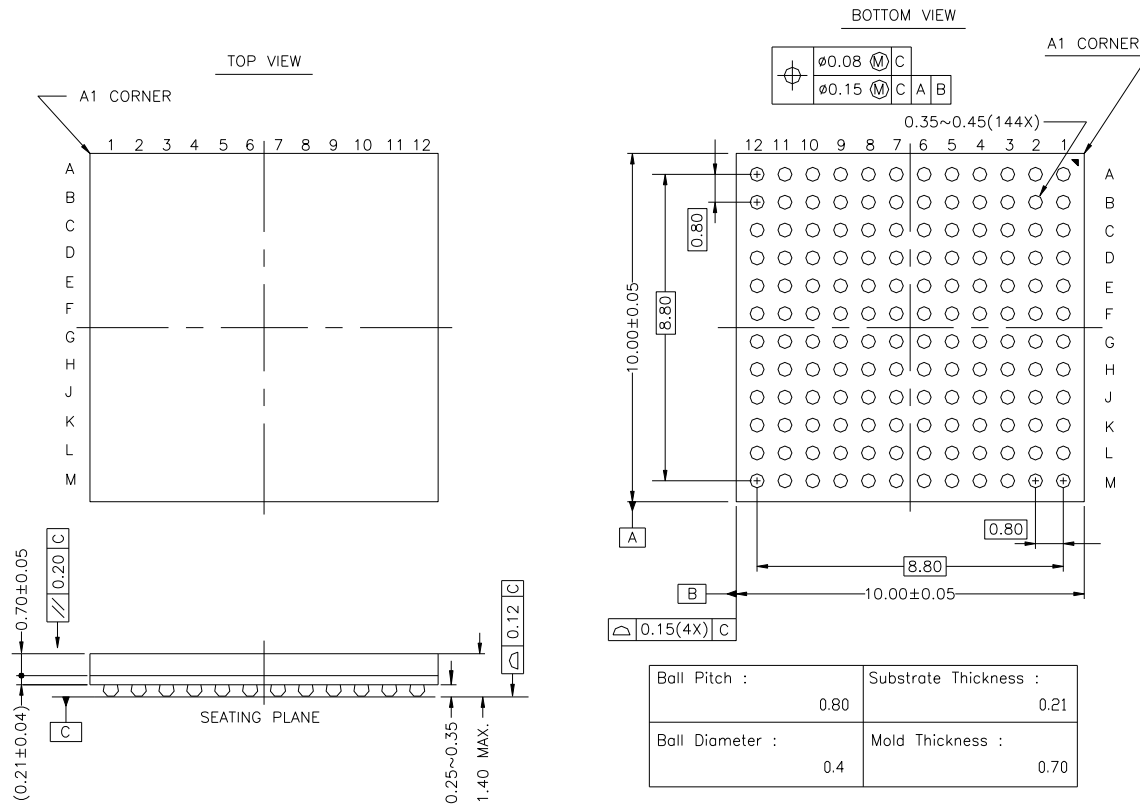 BOTTOM VIEW
TOP VIEW
A1 CORNER
A1 CORNER
ø0.08 Ⓜ C
ø0.15 Ⓜ C A B
0.35~0.45(144X)
1 2 3 4 5 6 7 8 9 10 11 12
A
B
C
D
E
F
G
H
J
K
L
M
12 11 10 9 8 7 6 5 4 3 2 1
A
B
C
D
E
F
G
H
J
K
L
M
0.80
8.80
10.00±0.05
A
0.80
8.80
B
10.00±0.05
0.15(4X) C
// 0.20 C
0.70±0.05
(0.21±0.04)
C
SEATING PLANE
0.12 C
0.25~0.35
1.40 MAX.
Ball Pitch :
0.80
Substrate Thickness :
0.21
Ball Diameter :
0.4
Mold Thickness :
0.70